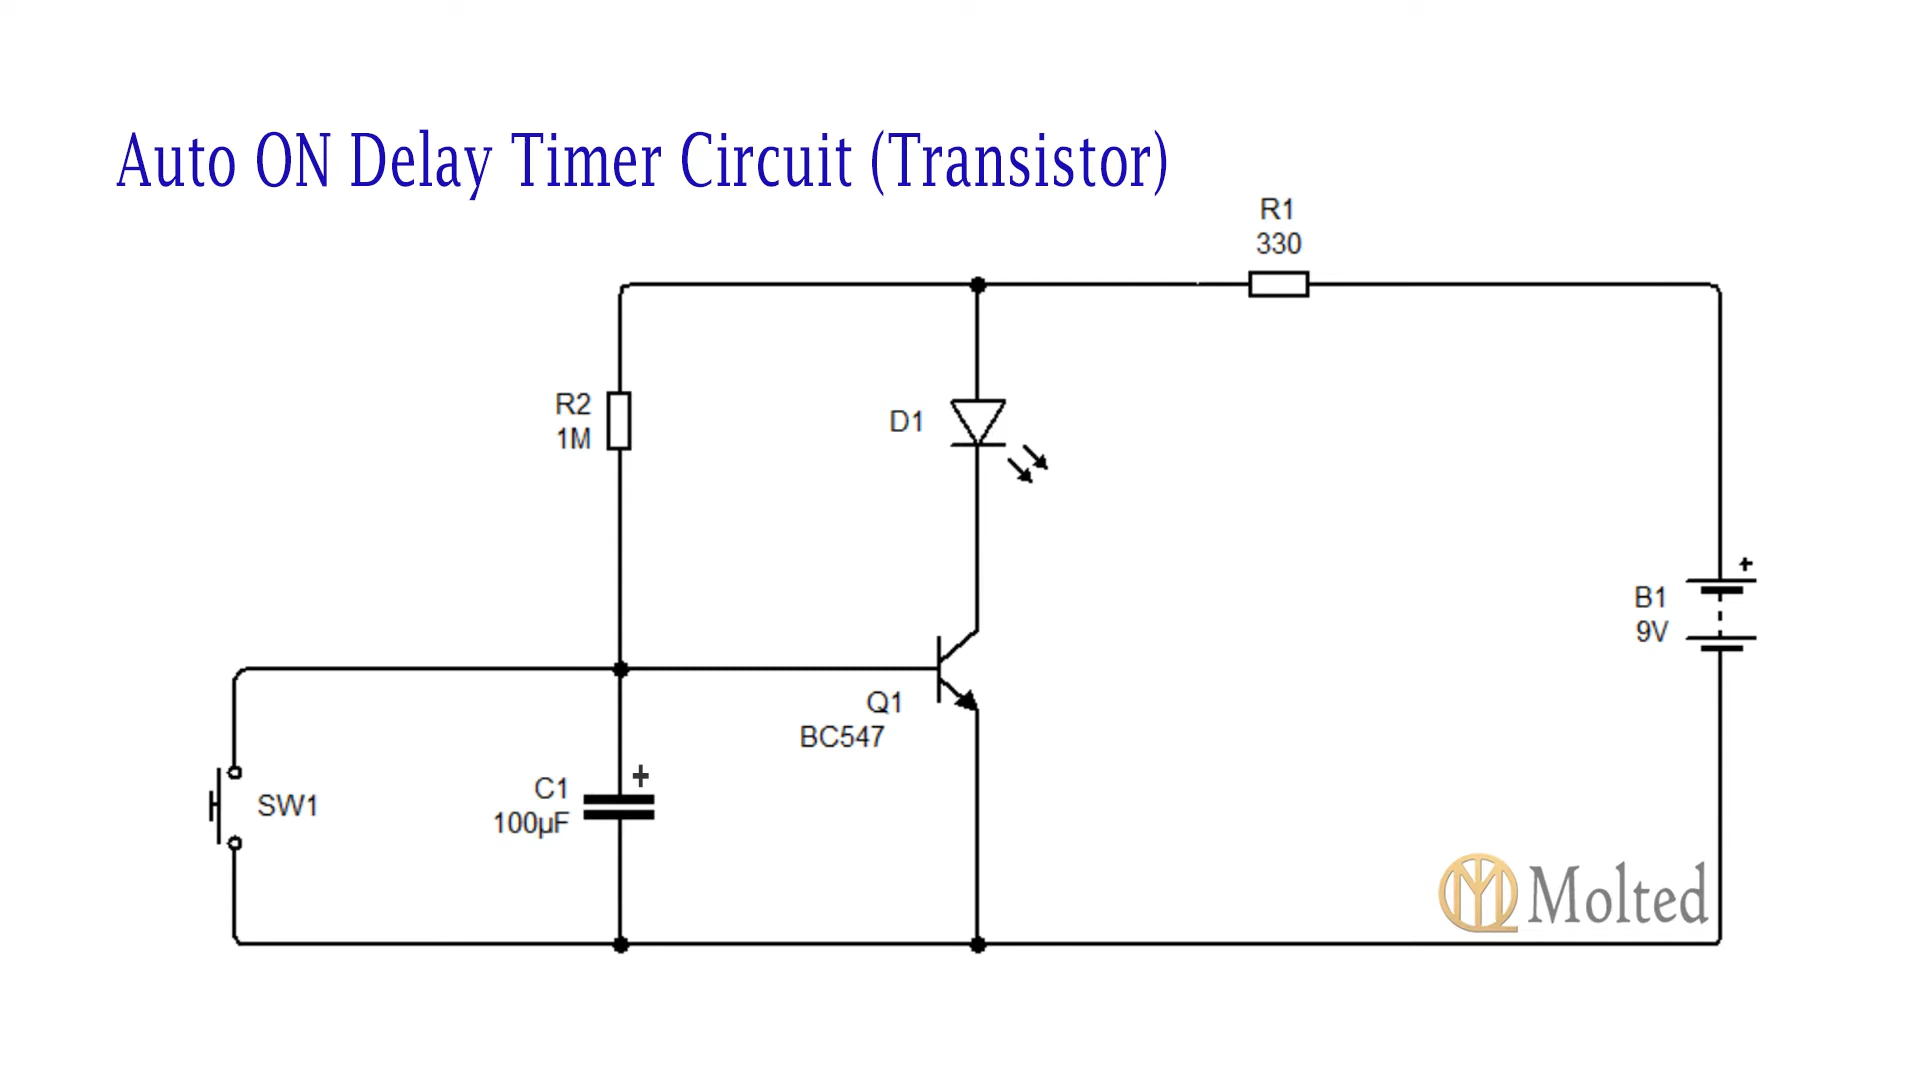 Auto ON Delay Timer Circuit (Transistor)
R1
330
R2
1M
D1
+
B1
9V
Q1
BC547
+
C1
100µF
SW1
Molted